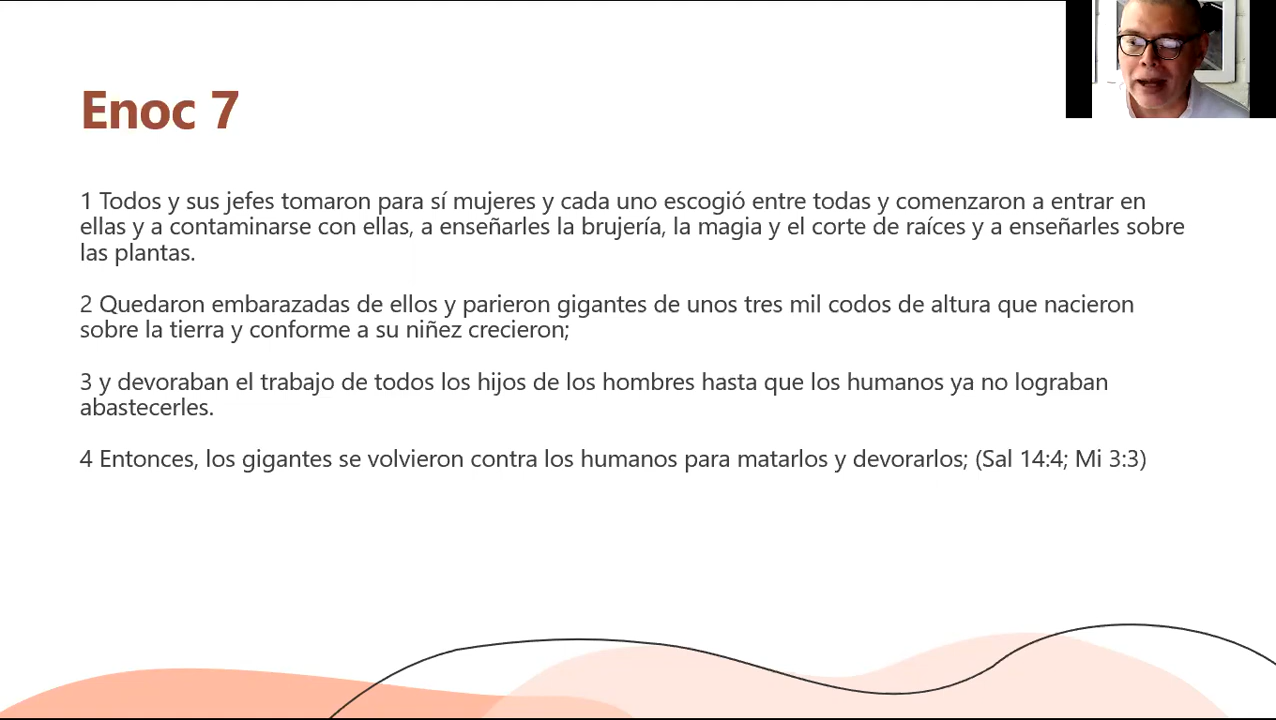 Enoc 7
1 Todos y sus jefes tomaron para sí mujeres y cada uno escogió entre todas y comenzaron a entrar en
ellas y a contaminarse con ellas, a enseñarles la brujería, la magia y el corte de raíces y a enseñarles sobre
las plantas.
2 Quedaron embarazadas de ellos y parieron gigantes de unos tres mil codos de altura que nacieron
sobre la tierra y conforme a su niñez crecieron;
3 y devoraban el trabajo de todos los hijos de los hombres hasta que los humanos ya no lograban
abastecerles.
4 Entonces, los gigantes se volvieron contra los humanos para matarlos y devorarlos; (Sal 14:4; Mi 3:3)